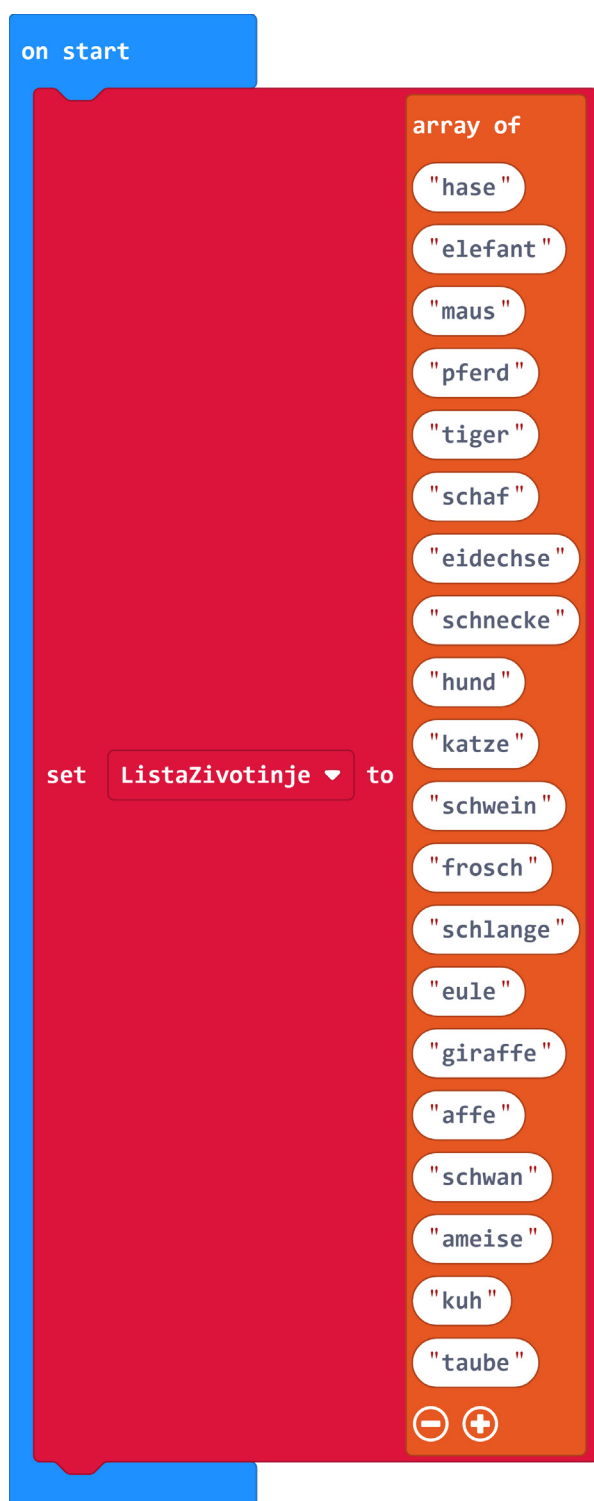 on start
array of
"hase"
"elefant"
"maus"
"pferd"
"tiger"
"schaf"
"eidechse"
"schnecke"
"hund"
"katze"
set ListaZivotinje to
"schwein"
"frosch"
"schlange"
"eule"
"giraffe"
"affe"
"schwan"
"ameise"
"kuh"
"taube"